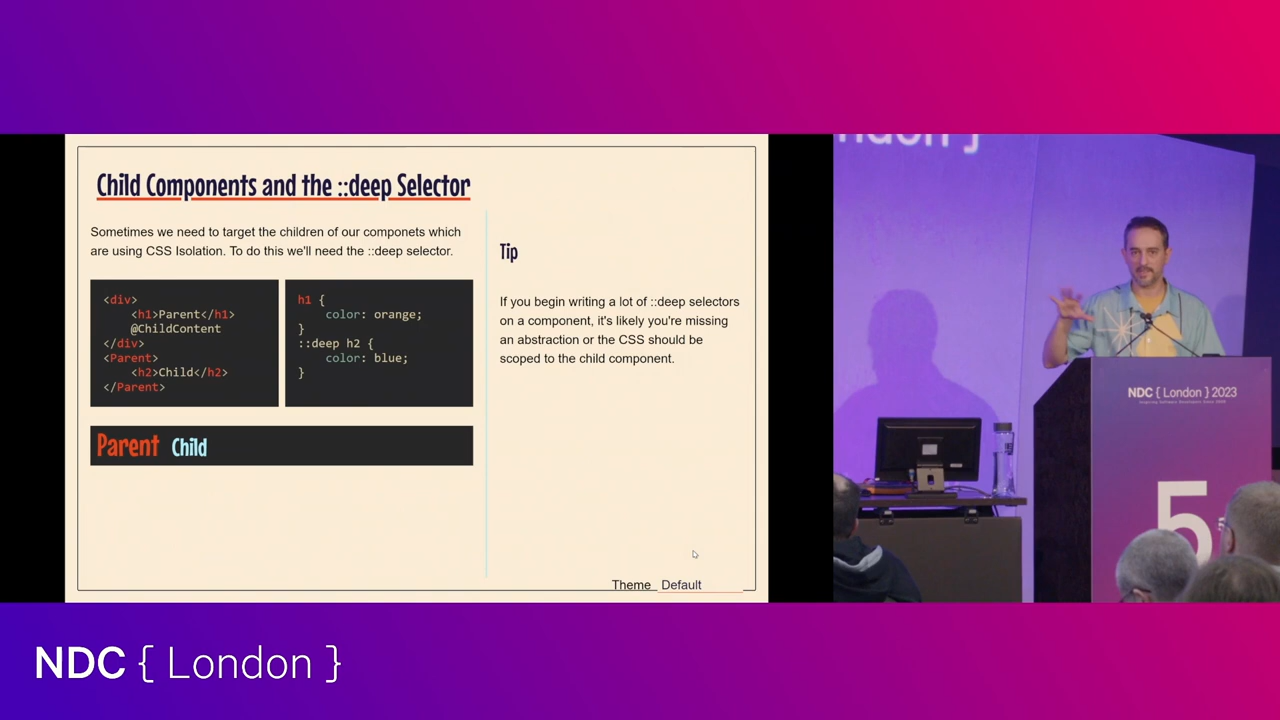 ndon }
Child Components and the ::deep Selector
Sometimes we need to target the children of our componets which
are using CSS Isolation. To do this we'll need the ::deep selector.
<div>
<h1>Parent</h1>
@ChildContent
</div>
<Parent>
<h2>Child</h2>
</Parent>
h1 {
color: orange;
}
::deep h2 {
color: blue;
}
Parent Child
Tip
If you begin writing a lot of ::deep selectors
on a component, it's likely you're missing
an abstraction or the CSS should be
scoped to the child component.
Theme Default
NDC { London } 2023
5
NDC { London }